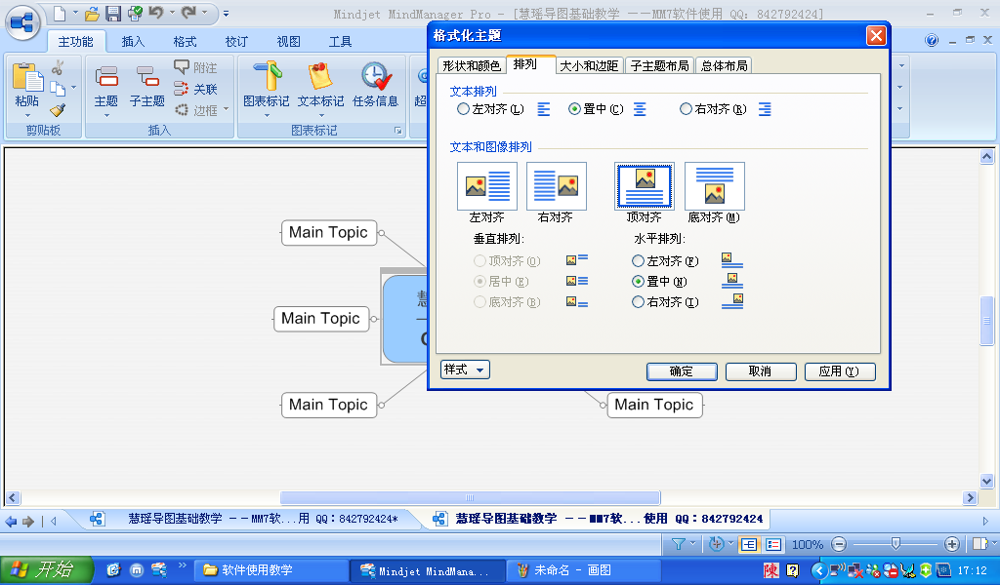 Mindjet MindManager Pro - [慧瑶导图基础教学 －－MM7软件使用 QQ：842792424]
主功能 插入 格式 校订 视图 工具
粘贴
剪贴板
主题 子主题 附注 关联 边框
插入
图表标记 文本标记 任务信息
图表标记
超
格式化主题
形状和颜色 排列 大小和边距 子主题布局 总体布局
文本排列
左对齐 (L) 置中 (C) 右对齐 (R)
文本和图像排列
左对齐 右对齐 顶对齐 底对齐 (M)
垂直排列: 水平排列:
顶对齐 (O) 左对齐 (F)
居中 (E) 置中 (N)
底对齐 (B) 右对齐 (I)
样式 确定 取消 应用 (Y)
Main Topic
慧
Main Topic
Main Topic
Main Topic
慧瑶导图基础教学 －－MM7软...用 QQ：842792424*
慧瑶导图基础教学 －－MM7软...使用 QQ：842792424
100%
开始
软件使用教学
Mindjet MindMana...
未命名 - 画图
陳
17:12